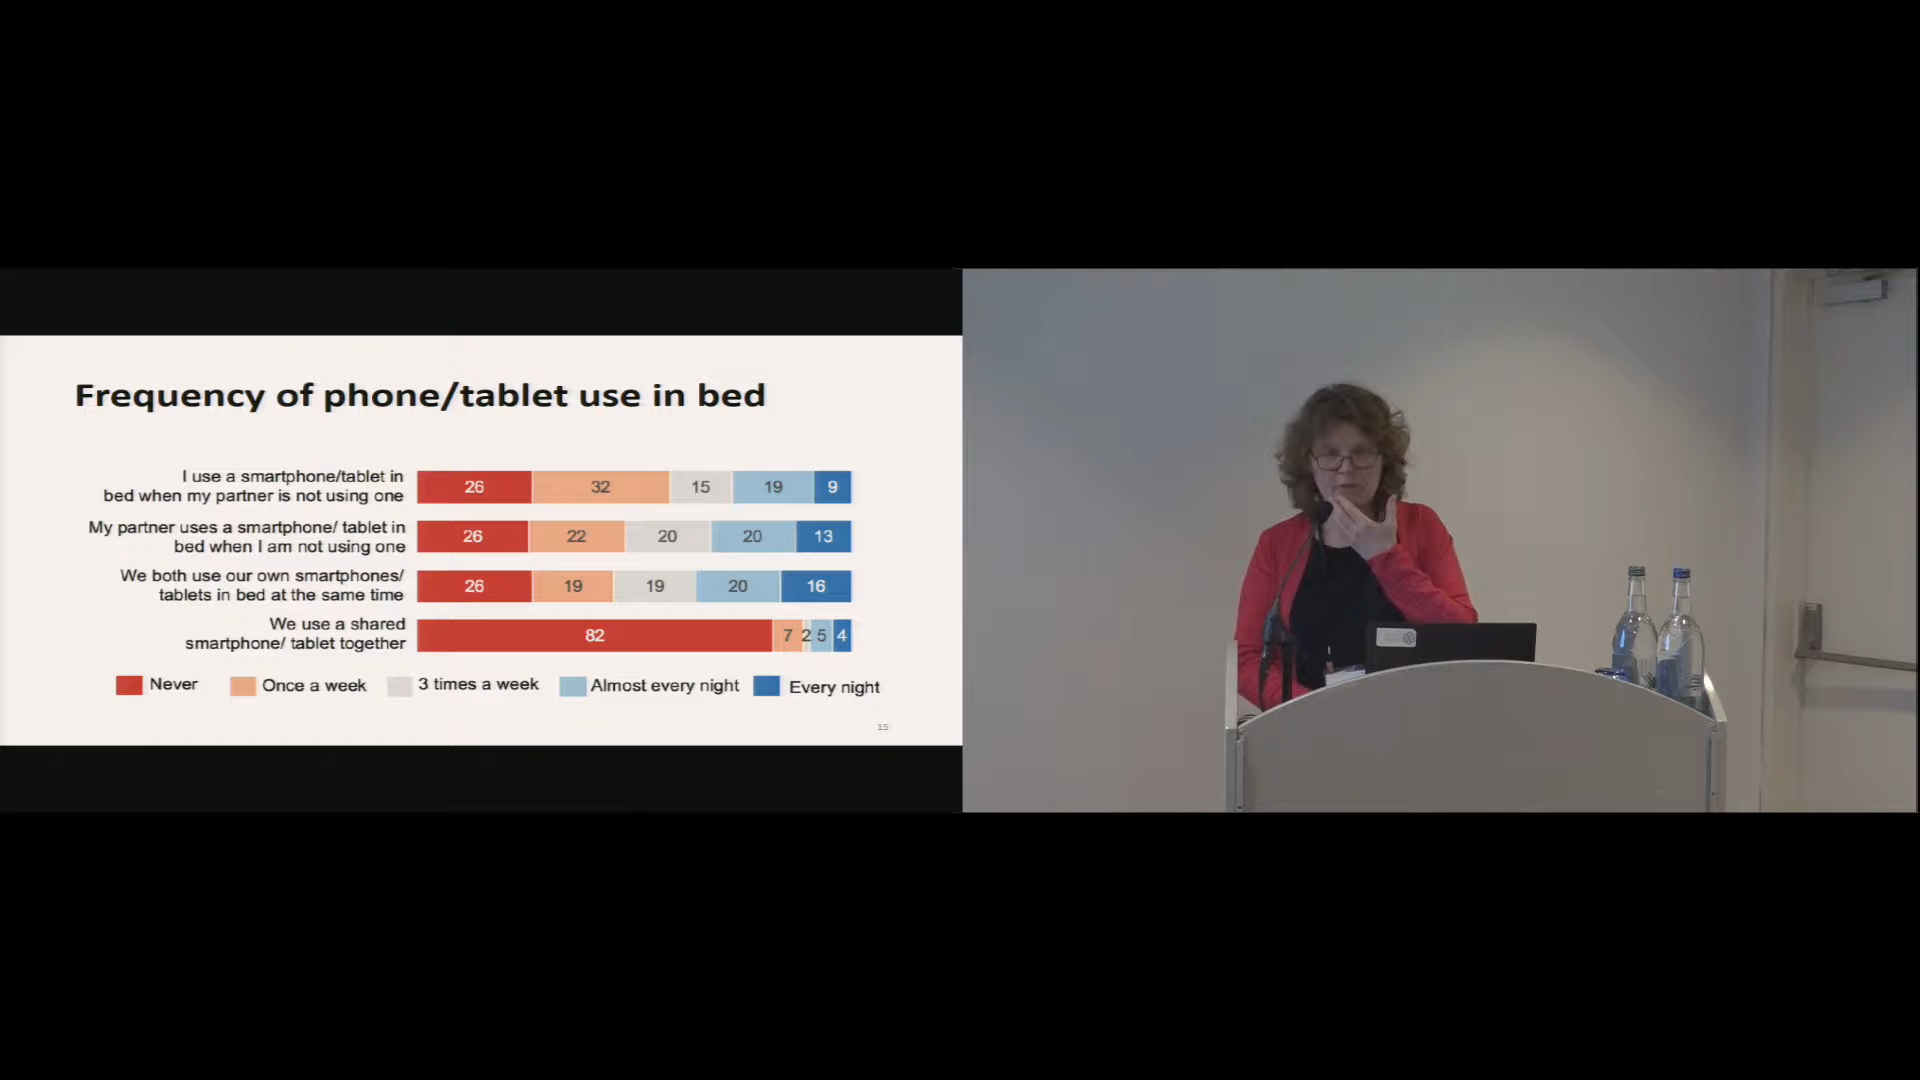 Frequency of phone/tablet use in bed
I use a smartphone/tablet in
bed when my partner is not using one
26 32 15 19 9
My partner uses a smartphone/ tablet in
bed when I am not using one
26 22 20 20 13
We both use our own smartphones/
tablets in bed at the same time
26 19 19 20 16
We use a shared
smartphone/ tablet together
82 7 2 5 4
Never Once a week 3 times a week Almost every night Every night
15